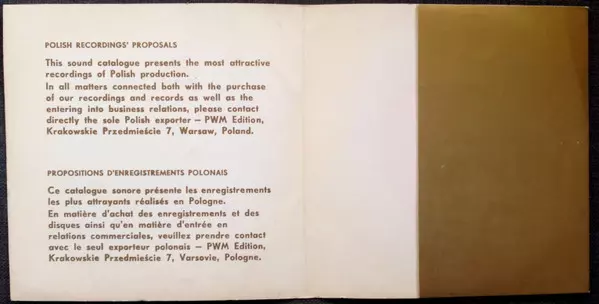 POLISH RECORDINGS' PROPOSALS
This sound catalogue presents the most attractive
recordings of Polish production.
In all matters connected both with the purchase
of our recordings and records as well as the
entering into business relations, please contact
directly the sole Polish exporter — PWM Edition,
Krakowskie Przedmieście 7, Warsaw, Poland.
PROPOSITIONS D'ENREGISTREMENTS POLONAIS
Ce catalogue sonore présente les enregistrements
les plus attrayants réalisés en Pologne.
En matière d'achat des enregistrements et des
disques ainsi qu'en matière d'entrée en
relations commerciales, veuillez prendre contact
avec le seul exporteur polonais — PWM Edition,
Krakowskie Przedmieście 7, Varsovie, Pologne.